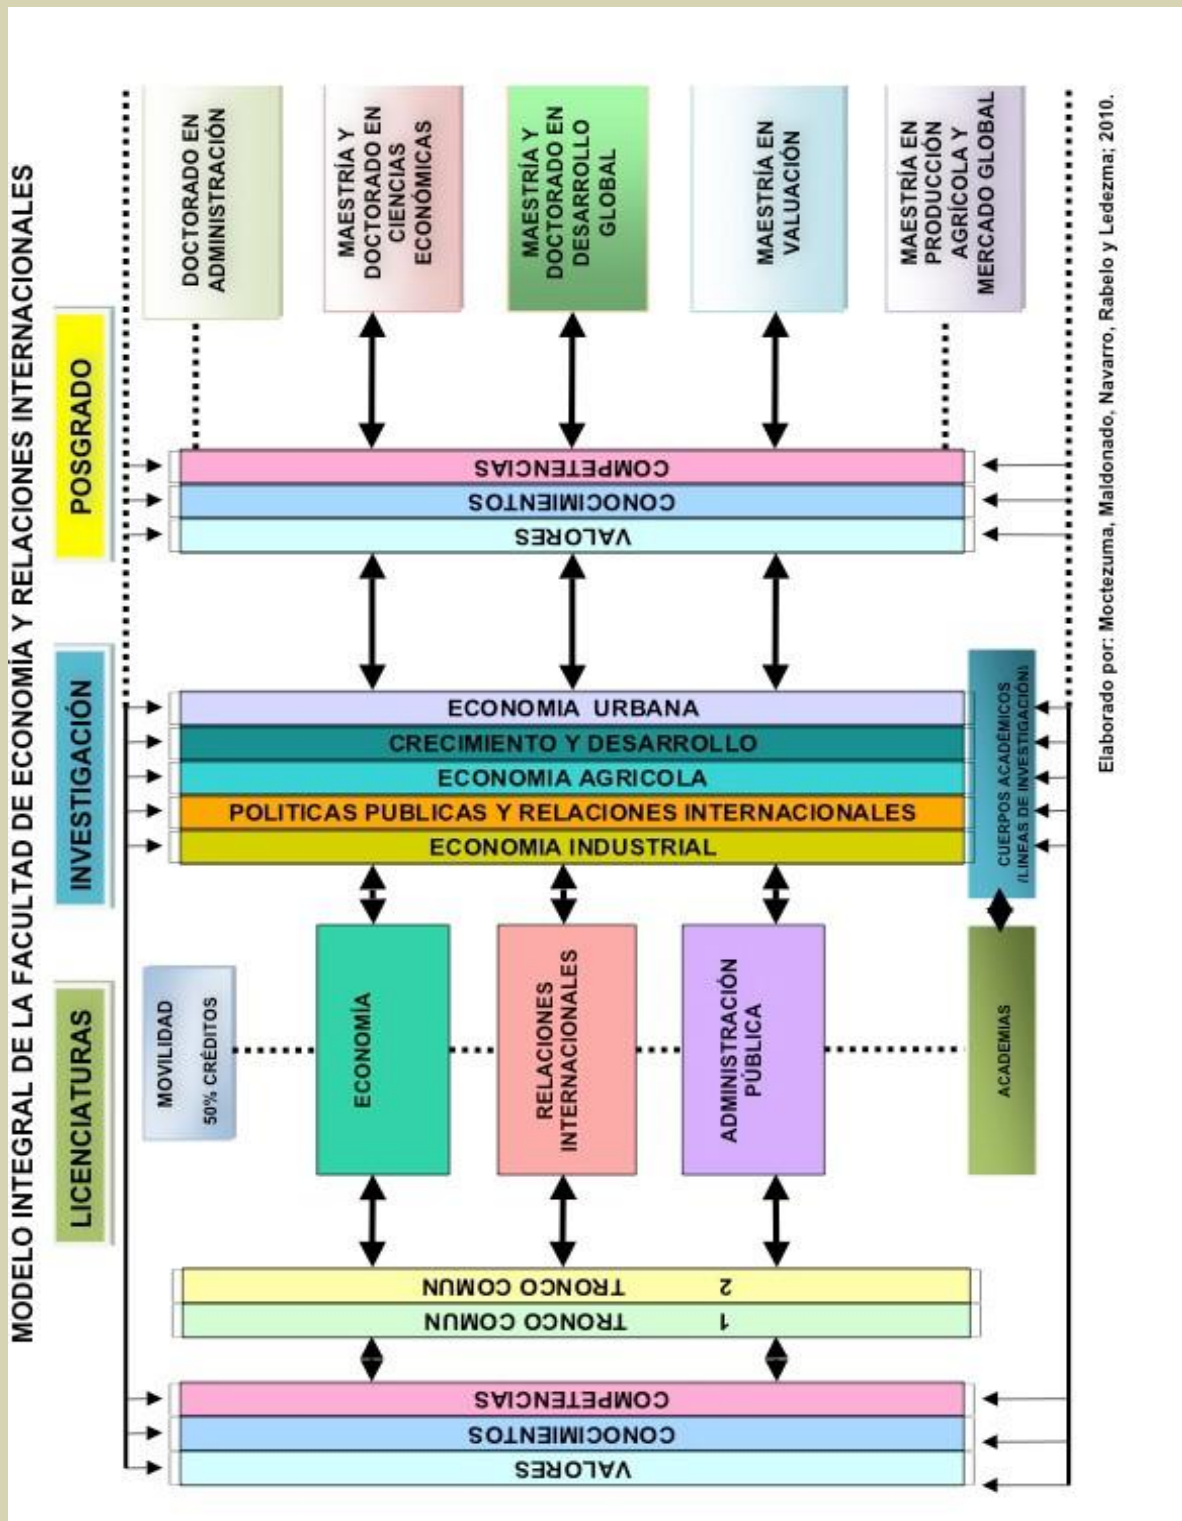 MODELO INTEGRAL DE LA FACULTAD DE ECONOMÍA Y RELACIONES INTERNACIONALES
LICENCIATURAS
INVESTIGACIÓN
POSGRADO
VALORES
CONOCIMIENTOS
COMPETENCIAS
TRONCO COMUN 1
TRONCO COMUN 2
MOVILIDAD
50% CRÉDITOS
ECONOMÍA
RELACIONES
INTERNACIONALES
ADMINISTRACIÓN
PÚBLICA
ACADEMIAS
ECONOMIA INDUSTRIAL
POLITICAS PUBLICAS Y RELACIONES INTERNACIONALES
ECONOMIA AGRICOLA
CRECIMIENTO Y DESARROLLO
ECONOMIA URBANA
CUERPOS ACADÉMICOS
(LINEAS DE INVESTIGACIÓN)
VALORES
CONOCIMIENTOS
COMPETENCIAS
DOCTORADO EN
ADMINISTRACIÓN
MAESTRÍA Y
DOCTORADO EN
CIENCIAS
ECONÓMICAS
MAESTRÍA Y
DOCTORADO EN
DESARROLLO
GLOBAL
MAESTRÍA EN
VALUACIÓN
MAESTRÍA EN
PRODUCCIÓN
AGRÍCOLA Y
MERCADO GLOBAL
Elaborado por: Moctezuma, Maldonado, Navarro, Rabelo y Ledezma; 2010.